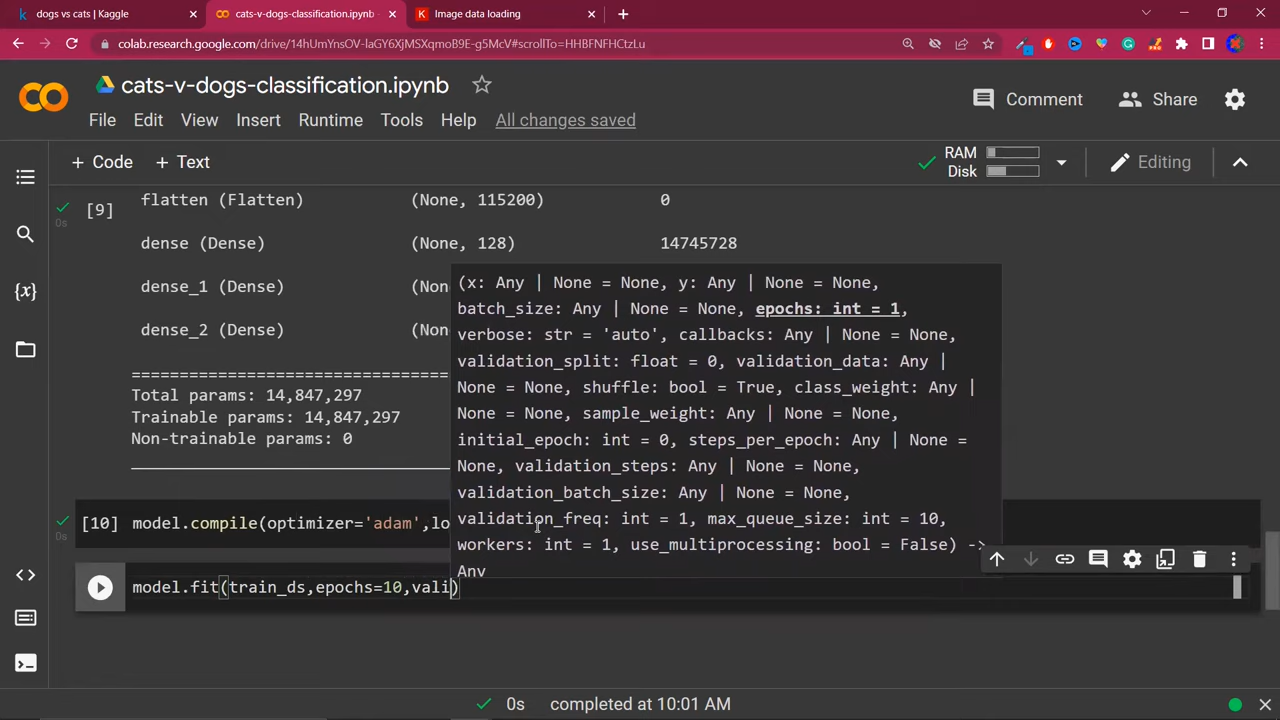 dogs vs cats | Kaggle
cats-v-dogs-classification.ipynb
Image data loading
colab.research.google.com/drive/14hUmYnsOV-laGY6XjMSXqmoB9E-g5McV#scrollTo=HHBFNFHCtzLu
cats-v-dogs-classification.ipynb
Comment
Share
File Edit View Insert Runtime Tools Help All changes saved
+ Code + Text
RAM
Disk
Editing
[9]
0s
flatten (Flatten) (None, 115200) 0
dense (Dense) (None, 128) 14745728
dense_1 (Dense) (Non
dense_2 (Dense) (Non
=================================
Total params: 14,847,297
Trainable params: 14,847,297
Non-trainable params: 0
(x: Any | None = None, y: Any | None = None,
batch_size: Any | None = None, epochs: int = 1,
verbose: str = 'auto', callbacks: Any | None = None,
validation_split: float = 0, validation_data: Any |
None = None, shuffle: bool = True, class_weight: Any |
None = None, sample_weight: Any | None = None,
initial_epoch: int = 0, steps_per_epoch: Any | None =
None, validation_steps: Any | None = None,
validation_batch_size: Any | None = None,
validation_freq: int = 1, max_queue_size: int = 10,
workers: int = 1, use_multiprocessing: bool = False) ->
Any
[10] model.compile(optimizer='adam',lo
0s
model.fit(train_ds,epochs=10,vali)
0s completed at 10:01 AM